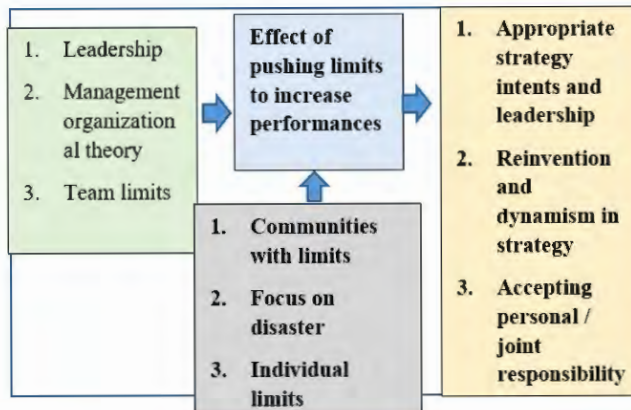 1. Leadership
2. Management
organization
al theory
3. Team limits
Effect of
pushing limits
to increase
performances
1. Communities
with limits
2. Focus on
disaster
3. Individual
limits
1. Appropriate
strategy
intents and
leadership
2. Reinvention
and
dynamism in
strategy
3. Accepting
personal /
joint
responsibility